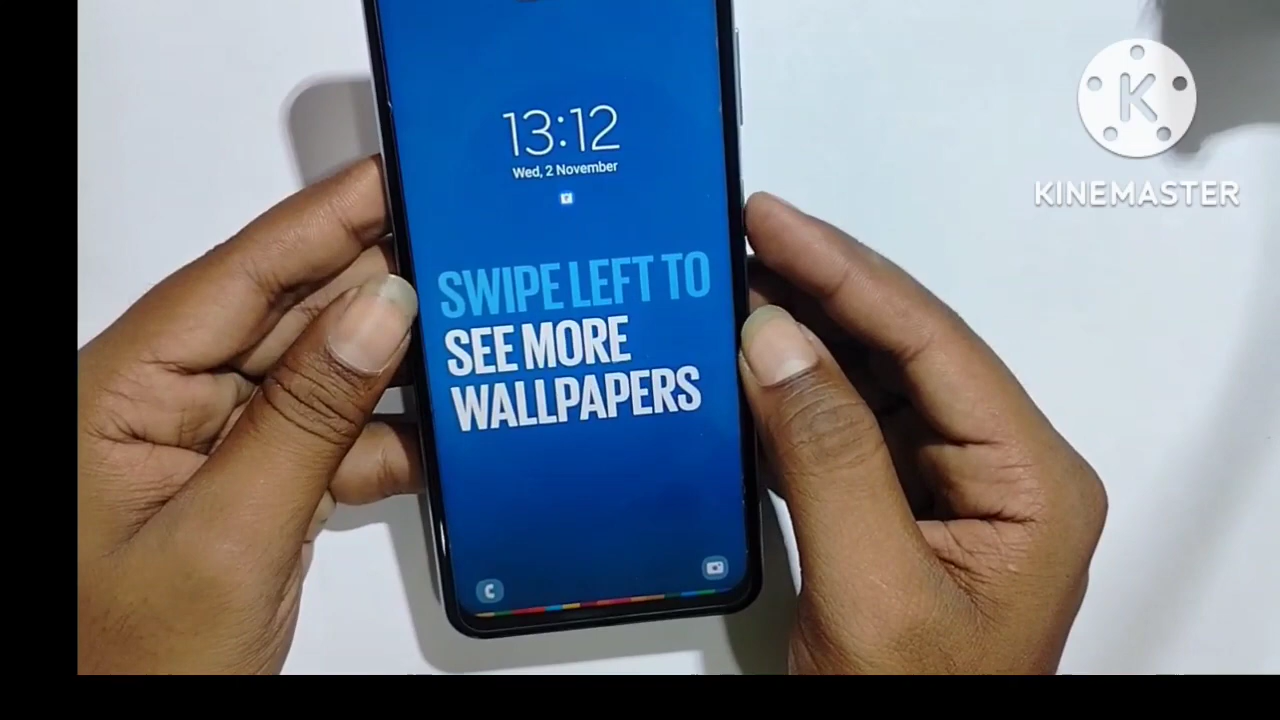 13:12
Wed, 2 November
SWIPE LEFT TO
SEE MORE
WALLPAPERS
K
KINEMASTER